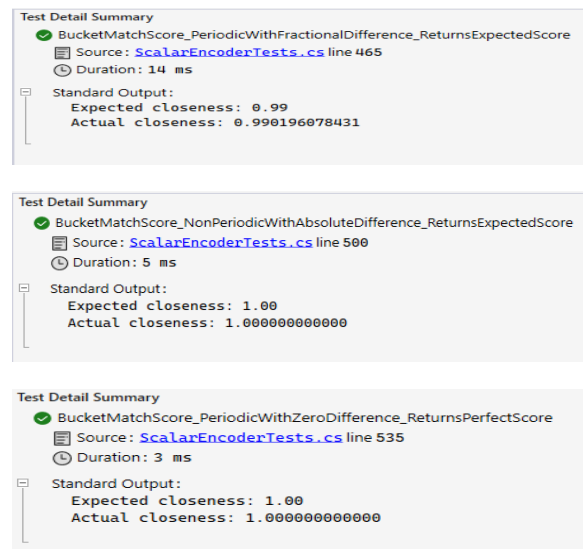 Test Detail Summary
BucketMatchScore_PeriodicWithFractionalDifference_ReturnsExpectedScore
Source: ScalarEncoderTests.cs line 465
Duration: 14 ms
Standard Output:
Expected closeness: 0.99
Actual closeness: 0.990196078431
Test Detail Summary
BucketMatchScore_NonPeriodicWithAbsoluteDifference_ReturnsExpectedScore
Source: ScalarEncoderTests.cs line 500
Duration: 5 ms
Standard Output:
Expected closeness: 1.00
Actual closeness: 1.000000000000
Test Detail Summary
BucketMatchScore_PeriodicWithZeroDifference_ReturnsPerfectScore
Source: ScalarEncoderTests.cs line 535
Duration: 3 ms
Standard Output:
Expected closeness: 1.00
Actual closeness: 1.000000000000